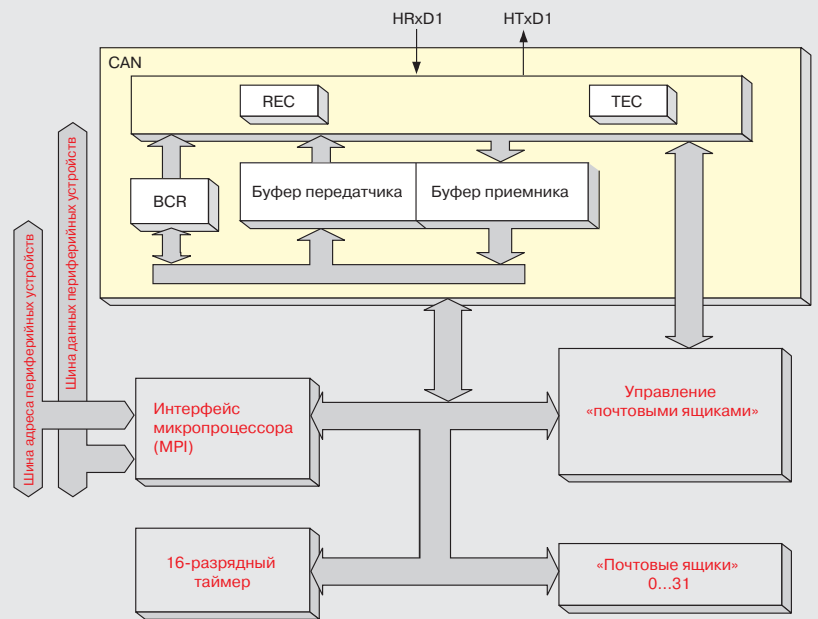 HRxD1
HTxD1
CAN
REC
TEC
BCR
Буфер передатчика
Буфер приемника
Шина адреса периферийных устройств
Шина данных периферийных устройств
Интерфейс
микропроцессора
(MPI)
Управление
«почтовыми ящиками»
16-разрядный
таймер
«Почтовые ящики»
0...31